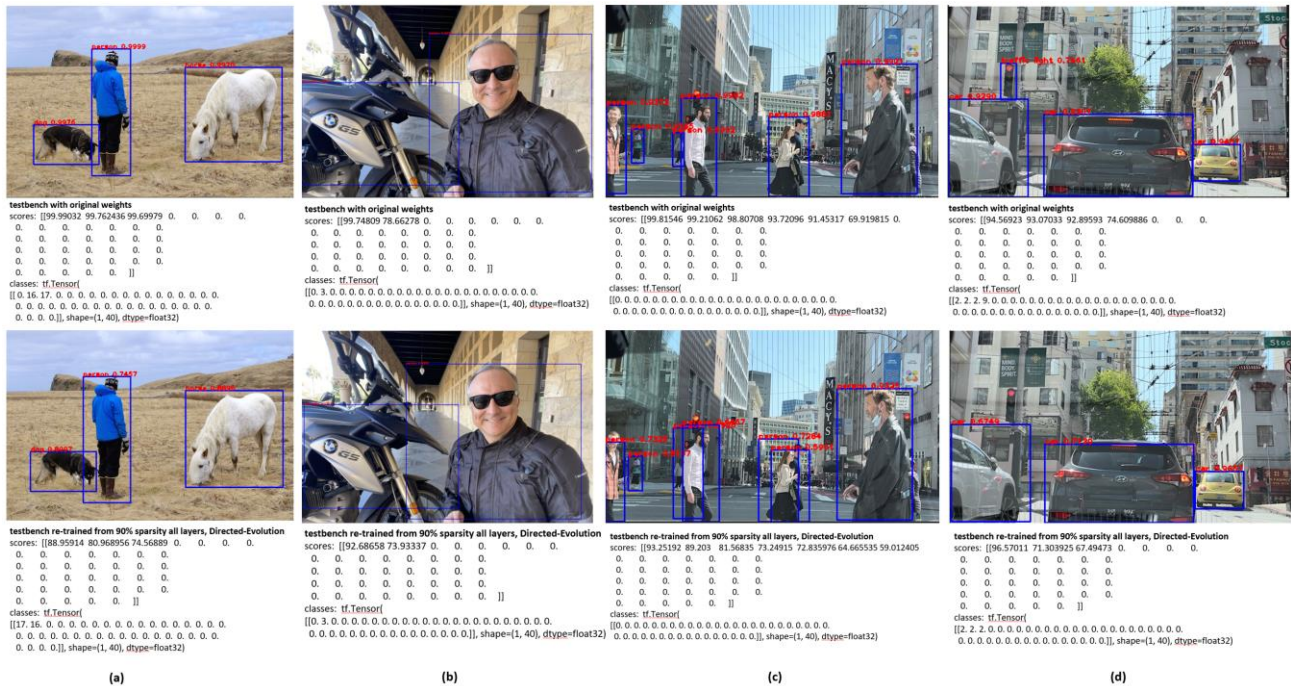 person 0.9999
dog 0.9976
GS
MACY'S
MIND
BODY
SPIRIT
Stoc
traffic light 0.7461
car 0.9290
testbench with original weights
scores: [[99.99032 99.762436 99.69979 0. 0. 0. 0.
0. 0. 0. 0. 0. 0. 0.
0. 0. 0. 0. 0. 0. 0.
0. 0. 0. 0. 0. 0. 0.
0. 0. 0. 0. 0. 0. 0.
0. 0. 0. 0. 0. ]]
classes: tf.Tensor(
[[ 0. 16. 17. 0. 0. 0. 0. 0. 0. 0. 0. 0. 0. 0. 0. 0. 0. 0.
0. 0. 0. 0. 0. 0. 0. 0. 0. 0. 0. 0. 0. 0. 0. 0. 0. 0.
0. 0. 0. 0.]], shape=(1, 40), dtype=float32)
testbench with original weights
scores: [[99.74809 78.66278 0. 0. 0. 0. 0. 0.
0. 0. 0. 0. 0. 0. 0. 0.
0. 0. 0. 0. 0. 0. 0. 0.
0. 0. 0. 0. 0. 0. 0. 0.
0. 0. 0. 0. 0. 0. 0. 0. ]]
classes: tf.Tensor(
[[0. 3. 0. 0. 0. 0. 0. 0. 0. 0. 0. 0. 0. 0. 0. 0. 0. 0. 0. 0. 0. 0. 0. 0.
0. 0. 0. 0. 0. 0. 0. 0. 0. 0. 0. 0. 0. 0. 0. 0.]], shape=(1, 40), dtype=float32)
testbench with original weights
scores: [[99.81546 99.21062 98.80708 93.72096 91.45317 69.919815 0.
0. 0. 0. 0. 0. 0. 0.
0. 0. 0. 0. 0. 0. 0.
0. 0. 0. 0. 0. 0. 0.
0. 0. 0. 0. 0. 0. 0.
0. 0. 0. 0. 0. ]]
classes: tf.Tensor(
[[0. 0. 0. 0. 0. 0. 0. 0. 0. 0. 0. 0. 0. 0. 0. 0. 0. 0. 0. 0. 0. 0. 0. 0.
0. 0. 0. 0. 0. 0. 0. 0. 0. 0. 0. 0. 0. 0. 0. 0.]], shape=(1, 40), dtype=float32)
testbench with original weights
scores: [[94.56923 93.07033 92.89593 74.609886 0. 0. 0.
0. 0. 0. 0. 0. 0. 0.
0. 0. 0. 0. 0. 0. 0.
0. 0. 0. 0. 0. 0. 0.
0. 0. 0. 0. 0. 0. 0.
0. 0. 0. 0. 0. ]]
classes: tf.Tensor(
[[2. 2. 2. 9. 0. 0. 0. 0. 0. 0. 0. 0. 0. 0. 0. 0. 0. 0. 0. 0. 0. 0. 0. 0.
0. 0. 0. 0. 0. 0. 0. 0. 0. 0. 0. 0. 0. 0. 0. 0.]], shape=(1, 40), dtype=float32)
person 0.7457
GS
person 0.7264
MACY'S
MIND
BODY
SPIRIT
Stoc
car 0.6749
testbench re-trained from 90% sparsity all layers, Directed-Evolution
scores: [[88.95914 80.968956 74.56889 0. 0. 0. 0.
0. 0. 0. 0. 0. 0. 0.
0. 0. 0. 0. 0. 0. 0.
0. 0. 0. 0. 0. 0. 0.
0. 0. 0. 0. 0. 0. 0.
0. 0. 0. 0. 0. ]]
classes: tf.Tensor(
[[17. 16. 0. 0. 0. 0. 0. 0. 0. 0. 0. 0. 0. 0. 0. 0. 0. 0.
0. 0. 0. 0. 0. 0. 0. 0. 0. 0. 0. 0. 0. 0. 0. 0. 0. 0.
0. 0. 0. 0.]], shape=(1, 40), dtype=float32)
testbench re-trained from 90% sparsity all layers, Directed-Evolution
scores: [[92.68658 73.93337 0. 0. 0. 0. 0. 0.
0. 0. 0. 0. 0. 0. 0. 0.
0. 0. 0. 0. 0. 0. 0. 0.
0. 0. 0. 0. 0. 0. 0. 0.
0. 0. 0. 0. 0. 0. 0. 0. ]]
classes: tf.Tensor(
[[0. 3. 0. 0. 0. 0. 0. 0. 0. 0. 0. 0. 0. 0. 0. 0. 0. 0. 0. 0. 0. 0. 0. 0.
0. 0. 0. 0. 0. 0. 0. 0. 0. 0. 0. 0. 0. 0. 0. 0.]], shape=(1, 40), dtype=float32)
testbench re-trained from 90% sparsity all layers, Directed-Evolution
scores: [[93.25192 89.203 81.56835 73.24915 72.835976 64.665535 59.012405
0. 0. 0. 0. 0. 0. 0.
0. 0. 0. 0. 0. 0. 0.
0. 0. 0. 0. 0. 0. 0.
0. 0. 0. 0. 0. 0. 0.
0. 0. 0. 0. 0. ]]
classes: tf.Tensor(
[[0. 0. 0. 0. 0. 0. 0. 0. 0. 0. 0. 0. 0. 0. 0. 0. 0. 0. 0. 0. 0. 0. 0. 0.
0. 0. 0. 0. 0. 0. 0. 0. 0. 0. 0. 0. 0. 0. 0. 0.]], shape=(1, 40), dtype=float32)
testbench re-trained from 90% sparsity all layers, Directed-Evolution
scores: [[96.57011 71.303925 67.49473 0. 0. 0. 0.
0. 0. 0. 0. 0. 0. 0.
0. 0. 0. 0. 0. 0. 0.
0. 0. 0. 0. 0. 0. 0.
0. 0. 0. 0. 0. 0. 0.
0. 0. 0. 0. 0. ]]
classes: tf.Tensor(
[[2. 2. 2. 0. 0. 0. 0. 0. 0. 0. 0. 0. 0. 0. 0. 0. 0. 0. 0. 0. 0. 0. 0. 0.
0. 0. 0. 0. 0. 0. 0. 0. 0. 0. 0. 0. 0. 0. 0. 0.]], shape=(1, 40), dtype=float32)
(a) (b) (c) (d)